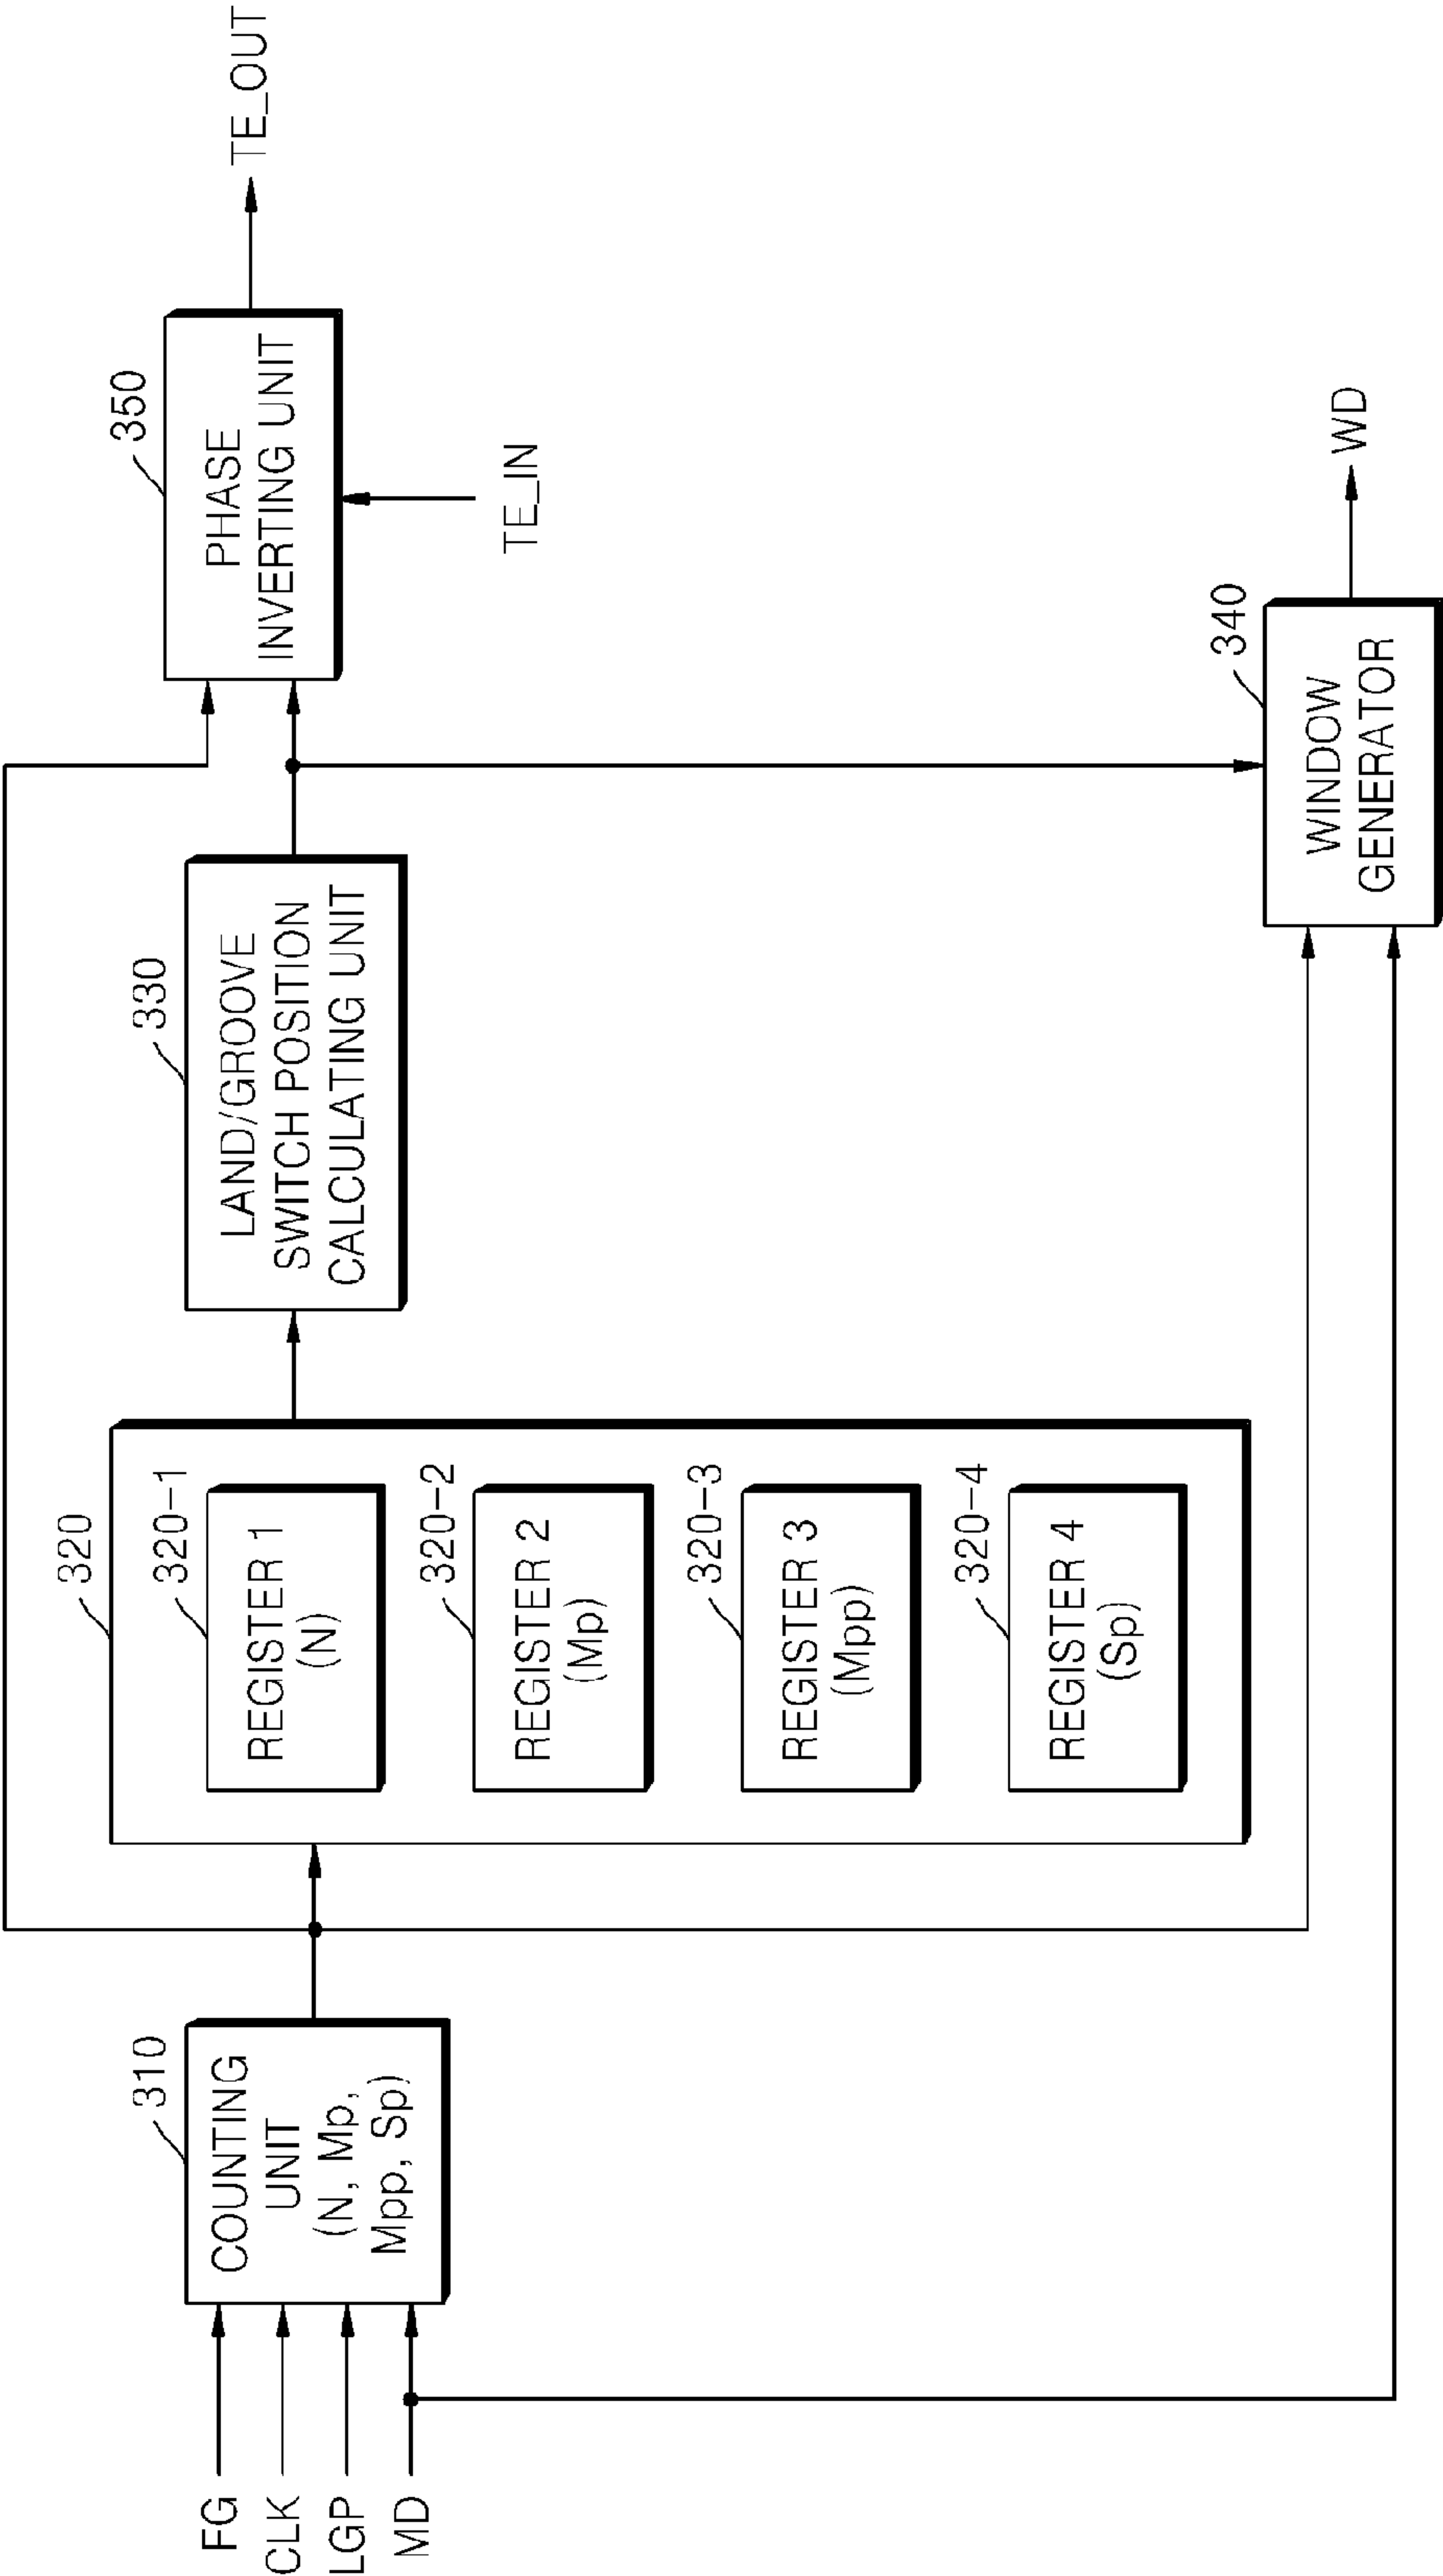 FG
CLK
LGP
MD
310
COUNTING
UNIT
(N, Mp,
Mpp, Sp)
320
320-1
REGISTER 1
(N)
320-2
REGISTER 2
(Mp)
320-3
REGISTER 3
(Mpp)
320-4
REGISTER 4
(Sp)
330
LAND/GROOVE
SWITCH POSITION
CALCULATING UNIT
350
PHASE
INVERTING UNIT
TE_IN
TE_OUT
340
WINDOW
GENERATOR
WD